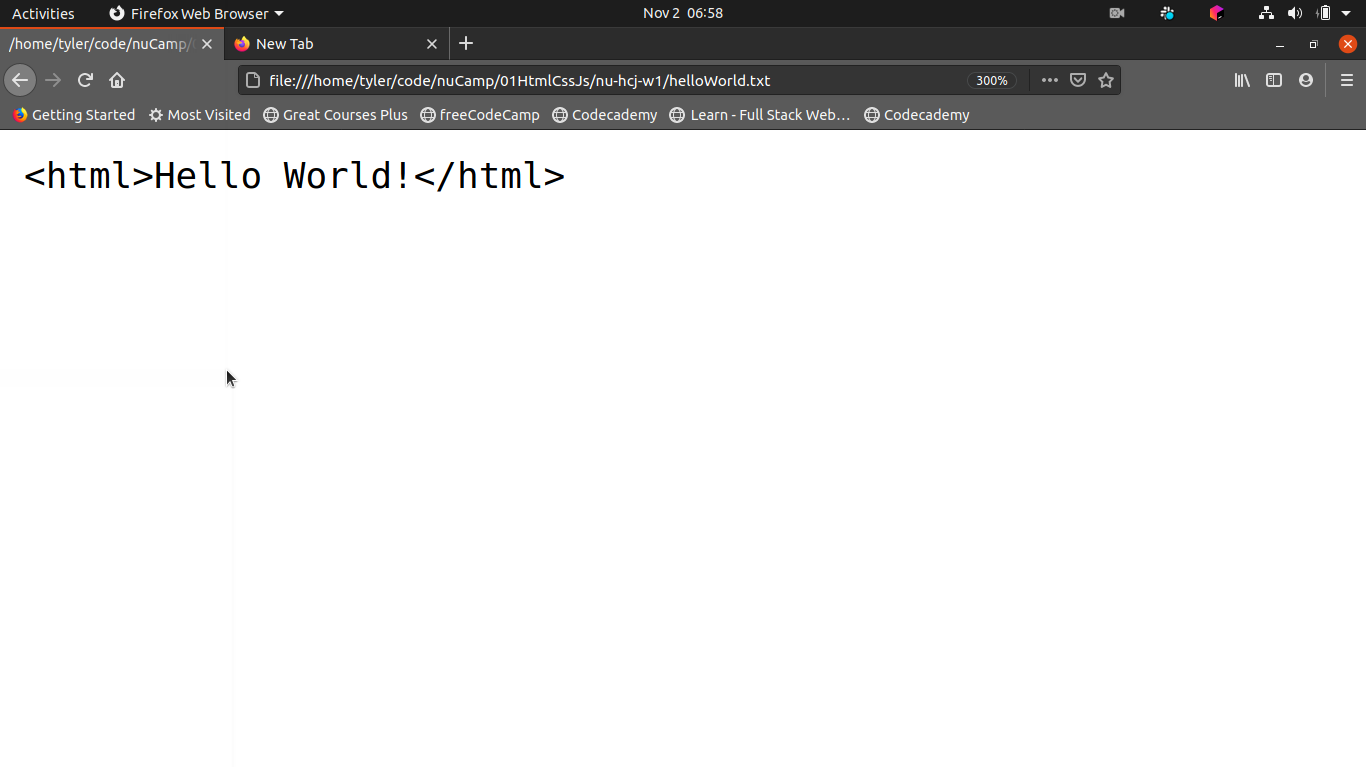 Activities Firefox Web Browser Nov 2 06:58
/home/tyler/code/nuCamp/ New Tab
file:///home/tyler/code/nuCamp/01HtmlCssJs/nu-hcj-w1/helloWorld.txt 300%
Getting Started Most Visited Great Courses Plus freeCodeCamp Codecademy Learn - Full Stack Web… Codecademy
<html>Hello World!</html>